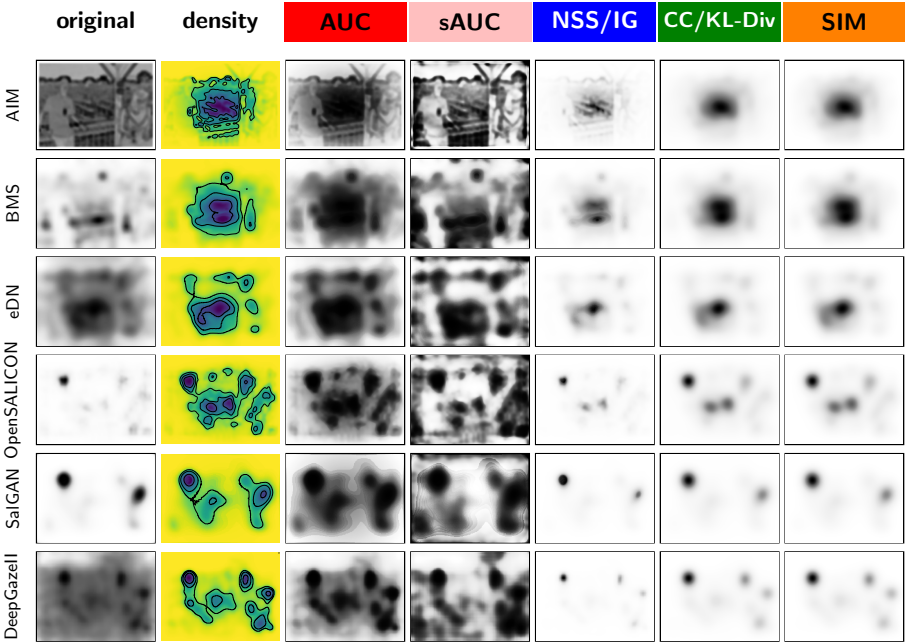 original density AUC sAUC NSS/IG CC/KL-Div SIM
AIM
BMS
eDN
OpenSALICON
SalGAN
DeepGazeII